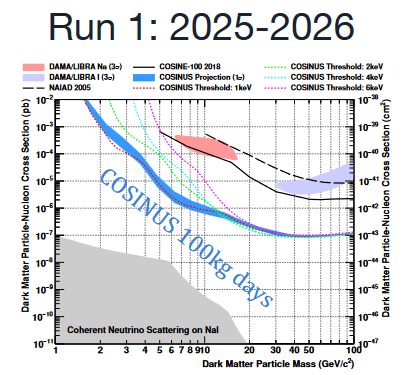 Run 1: 2025-2026
DAMA/LIBRA Na (3σ)
DAMA/LIBRA I (3σ)
NAIAD 2005
COSINE-100 2018
COSINUS Projection (1σ)
COSINUS Threshold: 1keV
COSINUS Threshold: 2keV
COSINUS Threshold: 4keV
COSINUS Threshold: 6keV
Dark Matter Particle-Nucleon Cross Section (pb)
10⁻²
10⁻³
10⁻⁴
10⁻⁵
10⁻⁶
10⁻⁷
10⁻⁸
10⁻⁹
10⁻¹⁰
10⁻¹¹
COSINUS 100kg days
Coherent Neutrino Scattering on NaI
10⁻³⁸
10⁻³⁹
10⁻⁴⁰
10⁻⁴¹
10⁻⁴²
10⁻⁴³
10⁻⁴⁴
10⁻⁴⁵
10⁻⁴⁶
10⁻⁴⁷
Dark Matter Particle-Nucleon Cross Section (cm²)
1 2 3 4 5 6 7 8 10 20 30 40 50 100
Dark Matter Particle Mass (GeV/c²)